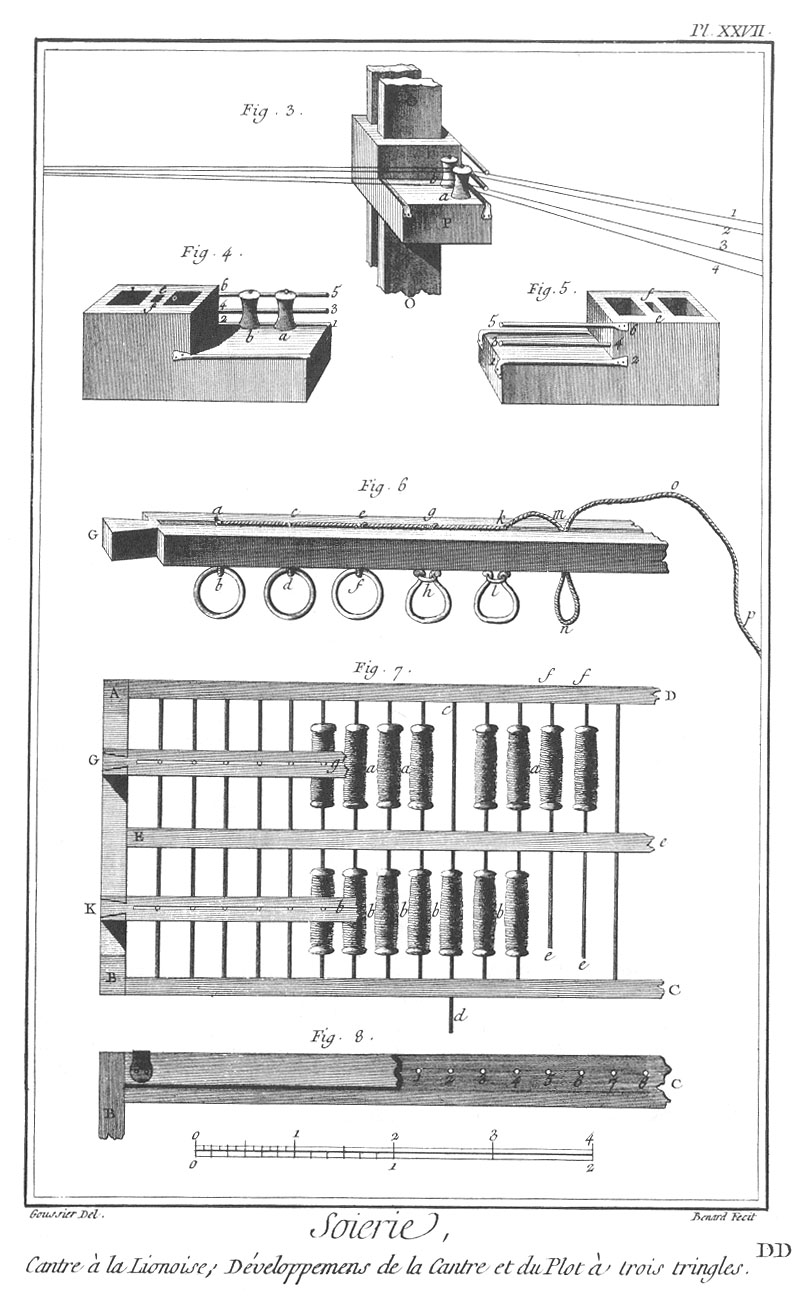 Pl. XXVII.
Fig. 3.
b
a
P
1
2
3
4
O
Fig. 4
e
f
6
4
2
5
3
1
b a
Fig. 5.
f
e
5
6
3
4
1
2
Fig. 6
a c e g k m o
G
b d f h l
n
p
Fig. 7.
f f
A
c
D
G
g a a a
E
e
K
b b b b b
e
e
B
C
d
Fig. 8.
1 2 3 4 5 6 7 8
C
B
0 1 2 3 4
0 1 2
Goussier Del.
Benard Fecit
Soierie,
DD
Cantre à la Lionoise; Développemens de la Cantre et du Plot à trois tringles.